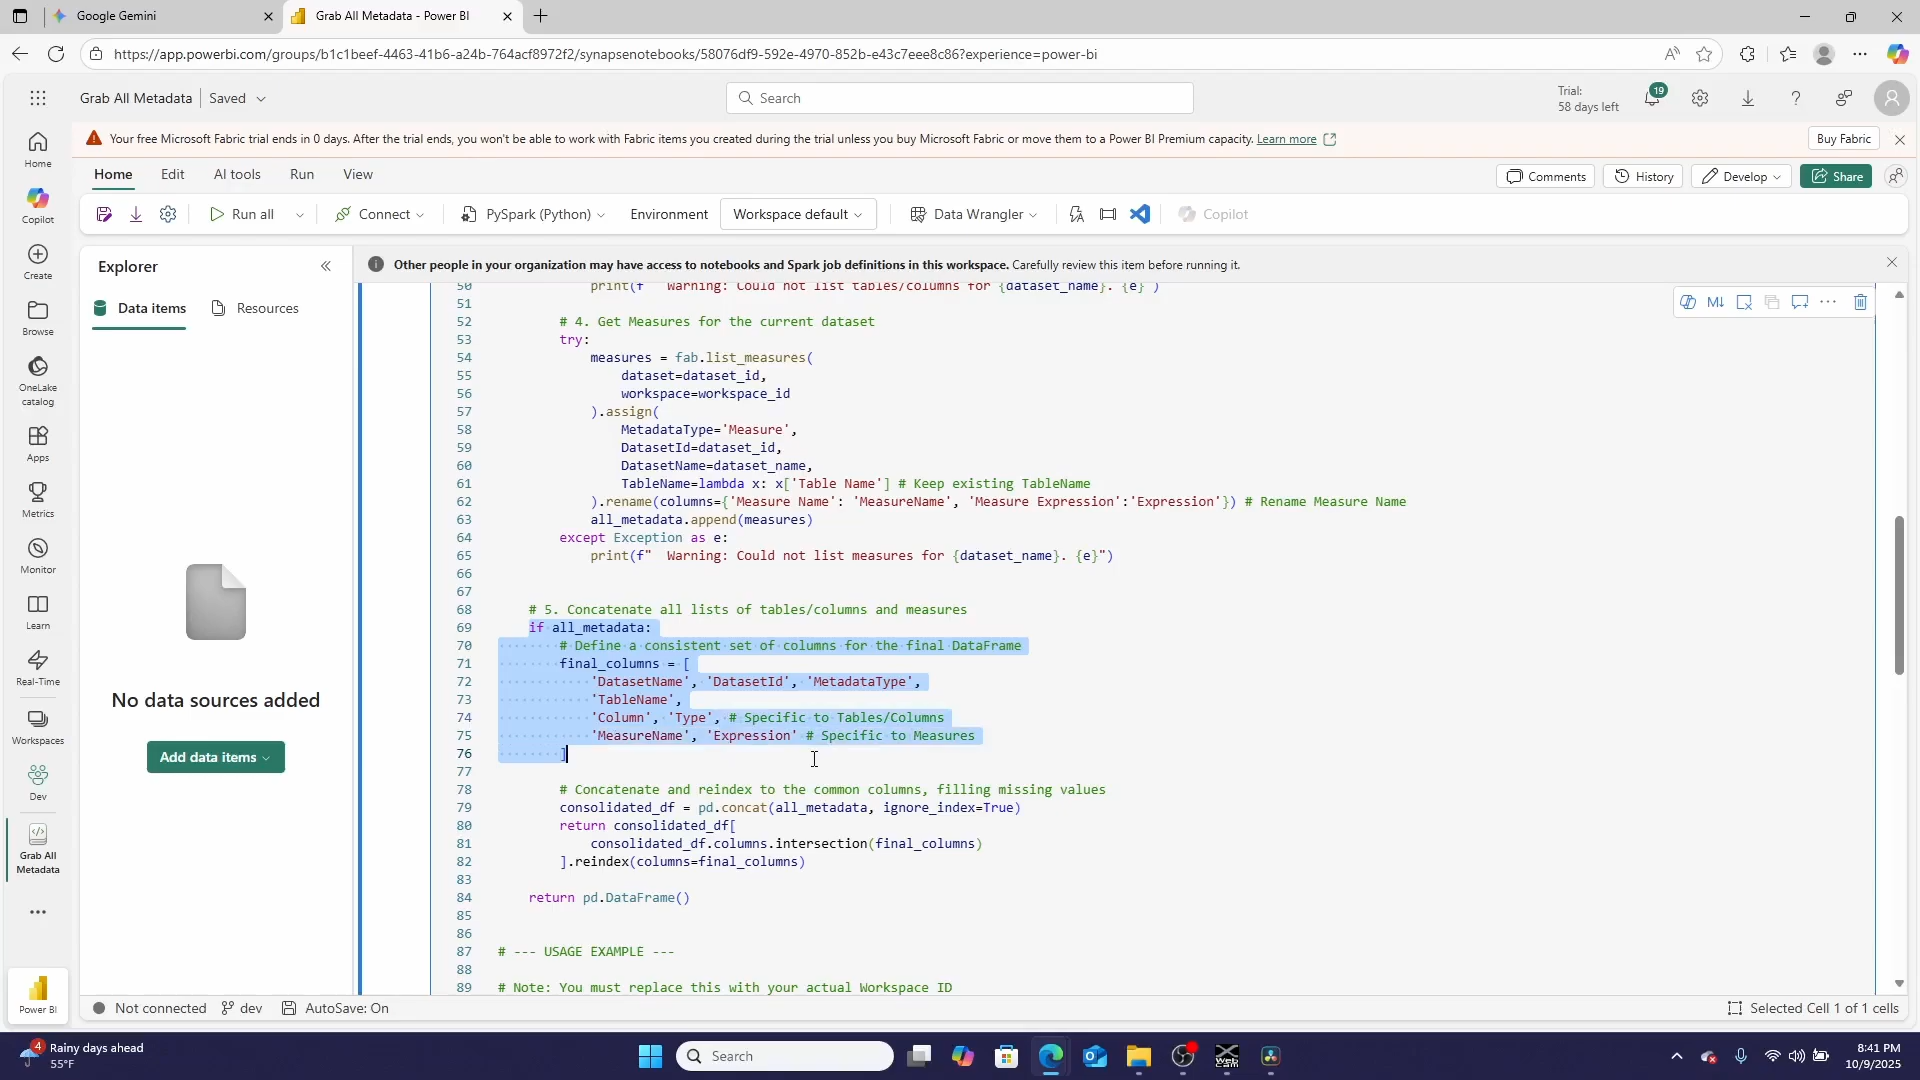 Google Gemini
Grab All Metadata - Power BI
https://app.powerbi.com/groups/b1c1beef-4463-41b6-a24b-764acf8972f2/synapsenotebooks/58076df9-592e-4970-852b-e43c7eee8c86?experience=power-bi
Grab All Metadata
Saved
Search
Trial:
58 days left
19
Your free Microsoft Fabric trial ends in 0 days. After the trial ends, you won't be able to work with Fabric items you created during the trial unless you buy Microsoft Fabric or move them to a Power BI Premium capacity. Learn more
Buy Fabric
Home
Edit
AI tools
Run
View
Comments
History
Develop
Share
Run all
Connect
PySpark (Python)
Environment
Workspace default
Data Wrangler
Copilot
Home
Copilot
Create
Browse
OneLake
catalog
Apps
Metrics
Monitor
Learn
Real-Time
Workspaces
Dev
Grab All
Metadata
Power BI
Explorer
Data items
Resources
No data sources added
Add data items
Other people in your organization may have access to notebooks and Spark job definitions in this workspace. Carefully review this item before running it.
50 print(f"  Warning: Could not list tables/columns for {dataset_name}. {e}")
51
52 # 4. Get Measures for the current dataset
53 try:
54 measures = fab.list_measures(
55 dataset=dataset_id,
56 workspace=workspace_id
57 ).assign(
58 MetadataType='Measure',
59 DatasetId=dataset_id,
60 DatasetName=dataset_name,
61 TableName=lambda x: x['Table Name'] # Keep existing TableName
62 ).rename(columns={'Measure Name': 'MeasureName', 'Measure Expression':'Expression'}) # Rename Measure Name
63 all_metadata.append(measures)
64 except Exception as e:
65 print(f"  Warning: Could not list measures for {dataset_name}. {e}")
66
67
68 # 5. Concatenate all lists of tables/columns and measures
69 if all_metadata:
70 # Define a consistent set of columns for the final DataFrame
71 final_columns = [
72 'DatasetName', 'DatasetId', 'MetadataType',
73 'TableName',
74 'Column', 'Type', # Specific to Tables/Columns
75 'MeasureName', 'Expression' # Specific to Measures
76 ]
77
78 # Concatenate and reindex to the common columns, filling missing values
79 consolidated_df = pd.concat(all_metadata, ignore_index=True)
80 return consolidated_df[
81 consolidated_df.columns.intersection(final_columns)
82 ].reindex(columns=final_columns)
83
84 return pd.DataFrame()
85
86
87 # --- USAGE EXAMPLE ---
88
89 # Note: You must replace this with your actual Workspace ID
Not connected
dev
AutoSave: On
Selected Cell 1 of 1 cells
4
Rainy days ahead
55°F
Search
8:41 PM
10/9/2025